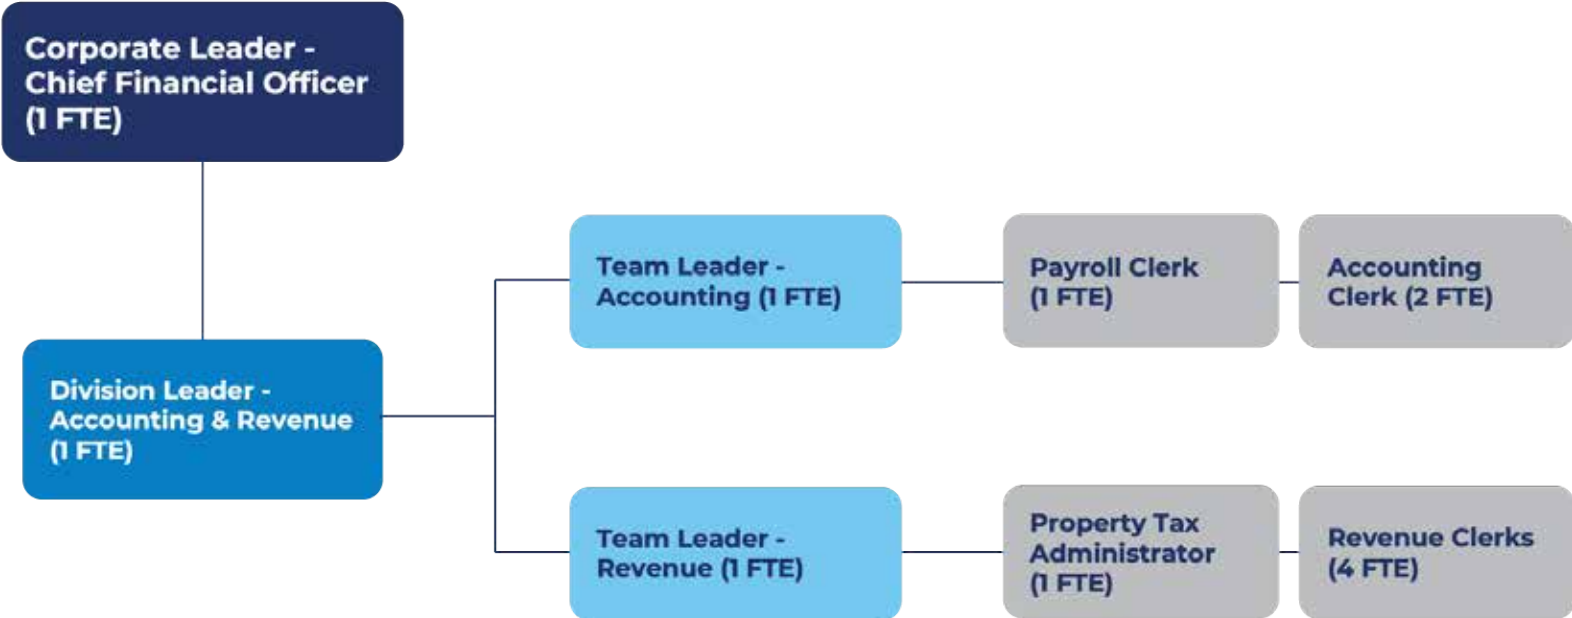 Corporate Leader -
Chief Financial Officer
(1 FTE)
Division Leader -
Accounting & Revenue
(1 FTE)
Team Leader -
Accounting (1 FTE)
Payroll Clerk
(1 FTE)
Accounting
Clerk (2 FTE)
Team Leader -
Revenue (1 FTE)
Property Tax
Administrator
(1 FTE)
Revenue Clerks
(4 FTE)